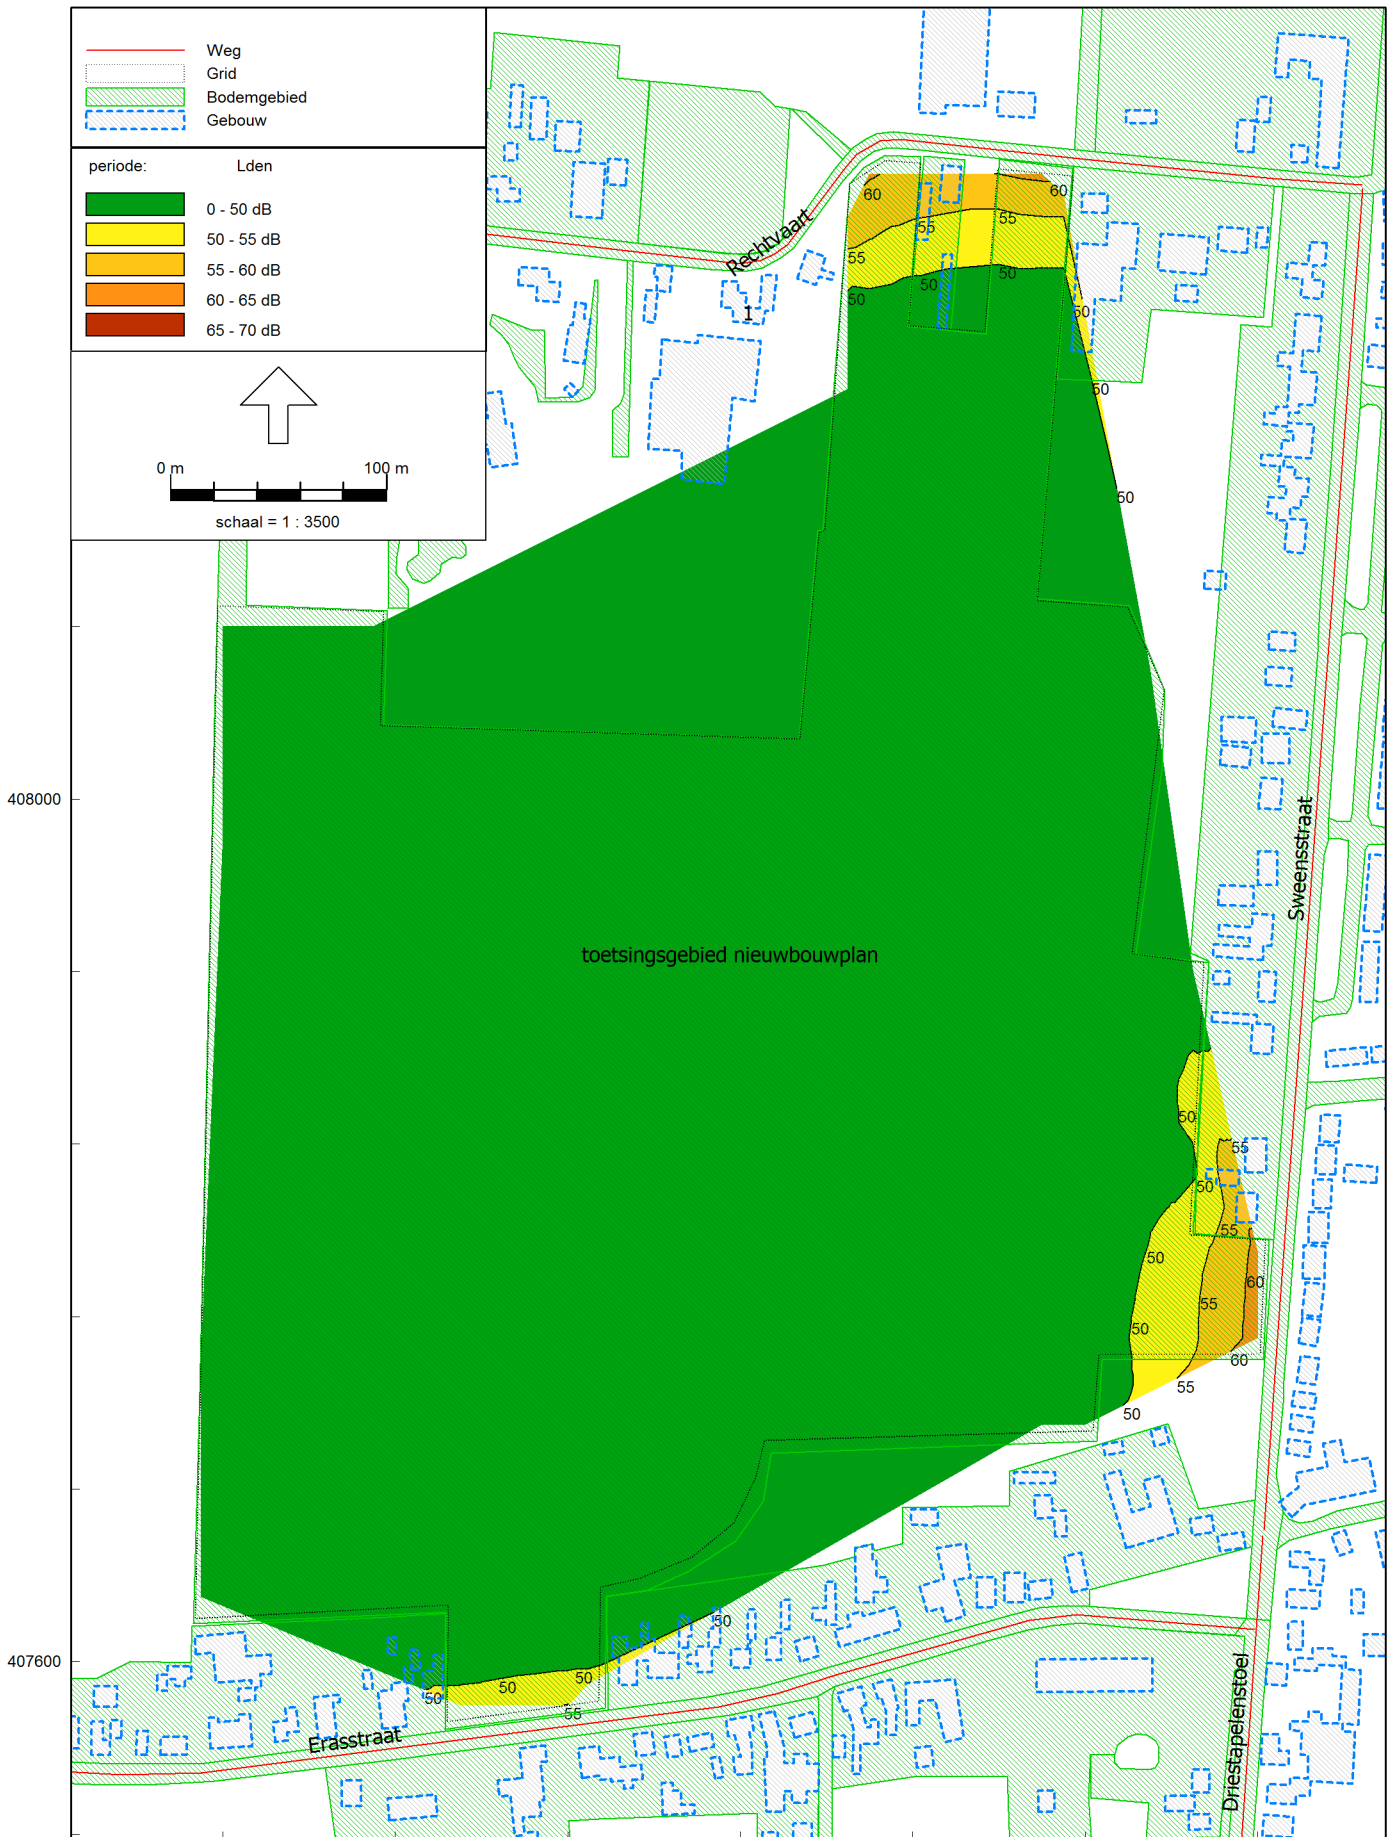 Weg
Grid
Bodemgebied
Gebouw
periode: Lden
0 - 50 dB
50 - 55 dB
55 - 60 dB
60 - 65 dB
65 - 70 dB
0 m 100 m
schaal = 1 : 3500
60
60
55
55
55
50
50
50
50
50
50
Rechtvaart
1
408000
Sweensstraat
toetsingsgebied nieuwbouwplan
50
55
50
55
50
60
55
50
60
55
50
50
407600
50
50
50
55
Erasstraat
Driestapelenstoel